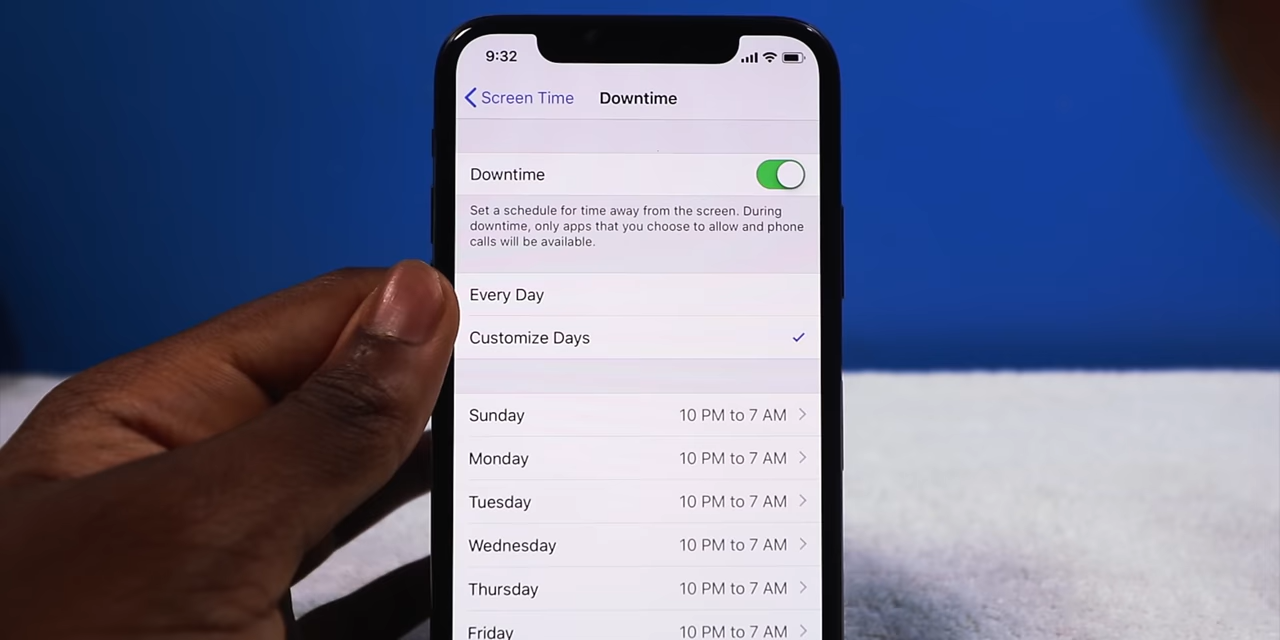 9:32
Screen Time Downtime
Downtime
Set a schedule for time away from the screen. During
downtime, only apps that you choose to allow and phone
calls will be available.
Every Day
Customize Days
Sunday 10 PM to 7 AM
Monday 10 PM to 7 AM
Tuesday 10 PM to 7 AM
Wednesday 10 PM to 7 AM
Thursday 10 PM to 7 AM
Friday 10 PM to 7 AM